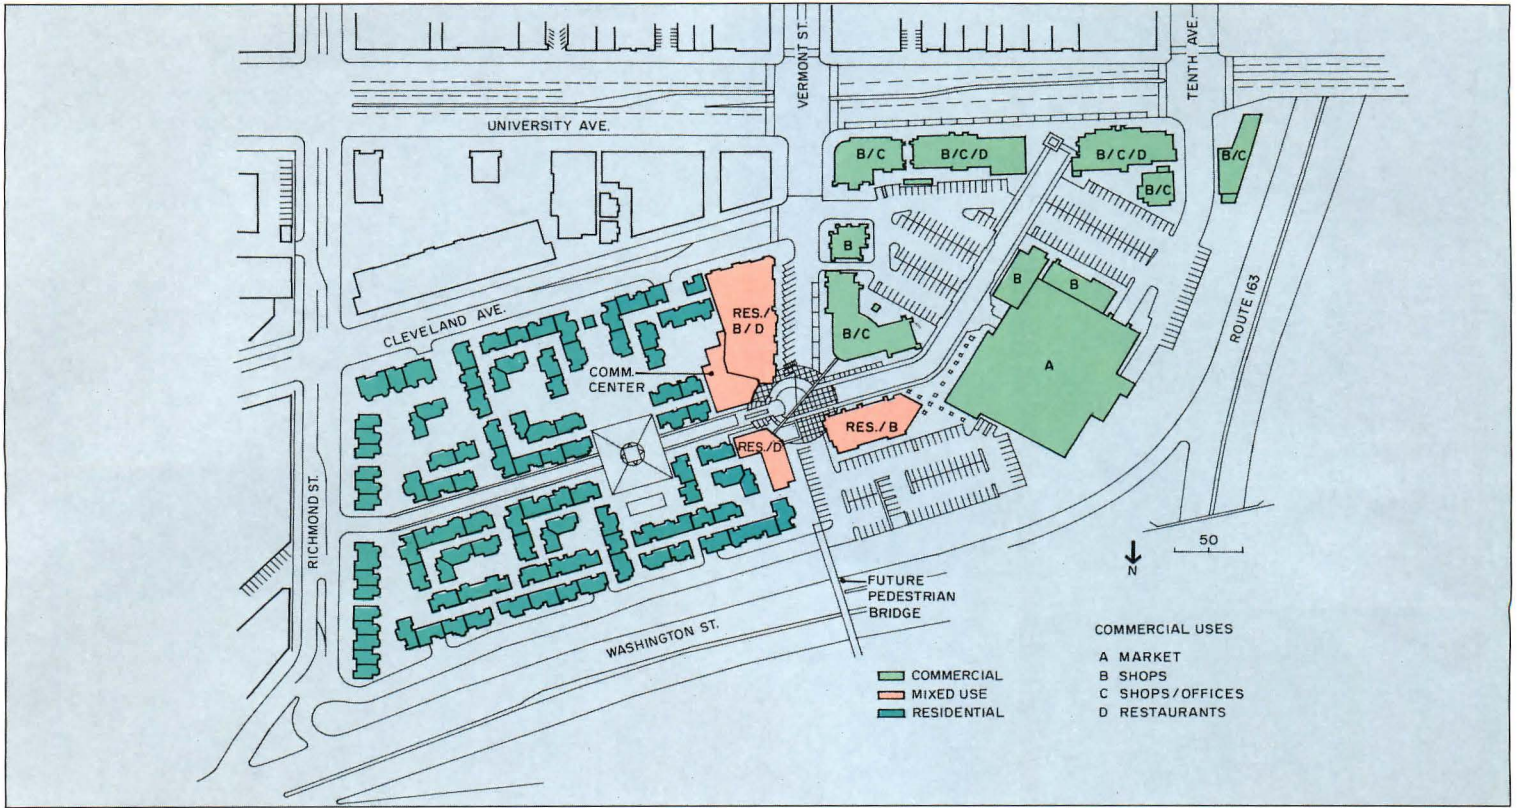 VERMONT ST.
TENTH AVE.
UNIVERSITY AVE.
B/C
B/C/D
B/C/D
B/C
B/C
B
B
B
CLEVELAND AVE.
RES./
B/D
B/C
ROUTE 163
COMM.
CENTER
A
RES./B
RES./D
RICHMOND ST.
50
N
FUTURE
PEDESTRIAN
BRIDGE
WASHINGTON ST.
COMMERCIAL
MIXED USE
RESIDENTIAL
COMMERCIAL USES
A MARKET
B SHOPS
C SHOPS/OFFICES
D RESTAURANTS